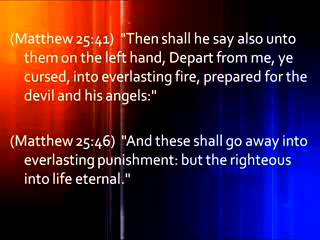 (Matthew 25:41)  "Then shall he say also unto
them on the left hand, Depart from me, ye
cursed, into everlasting fire, prepared for the
devil and his angels:"
(Matthew 25:46)  "And these shall go away into
everlasting punishment: but the righteous
into life eternal."